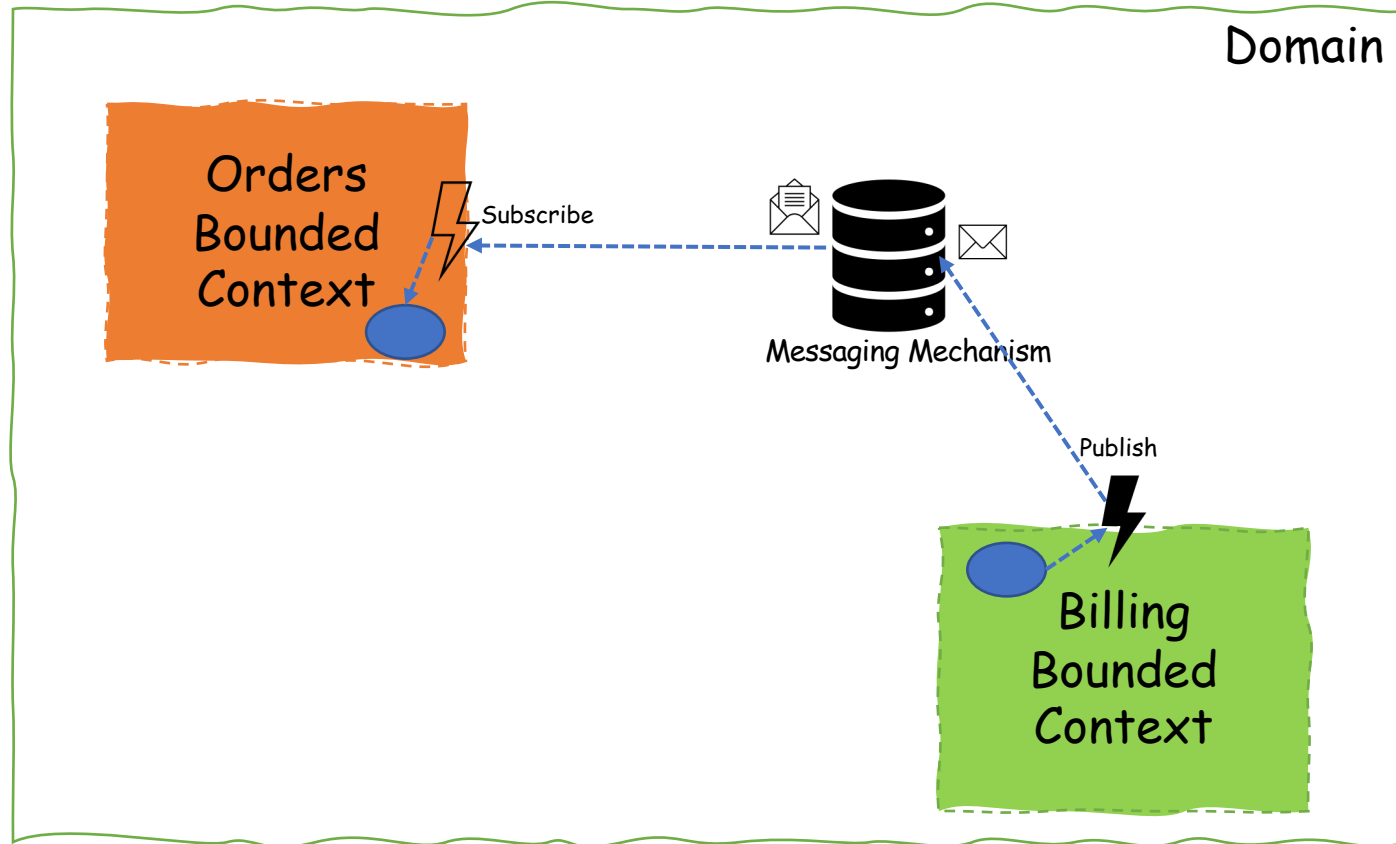 Domain
Orders
Bounded
Context
Subscribe
Messaging Mechanism
Publish
Billing
Bounded
Context